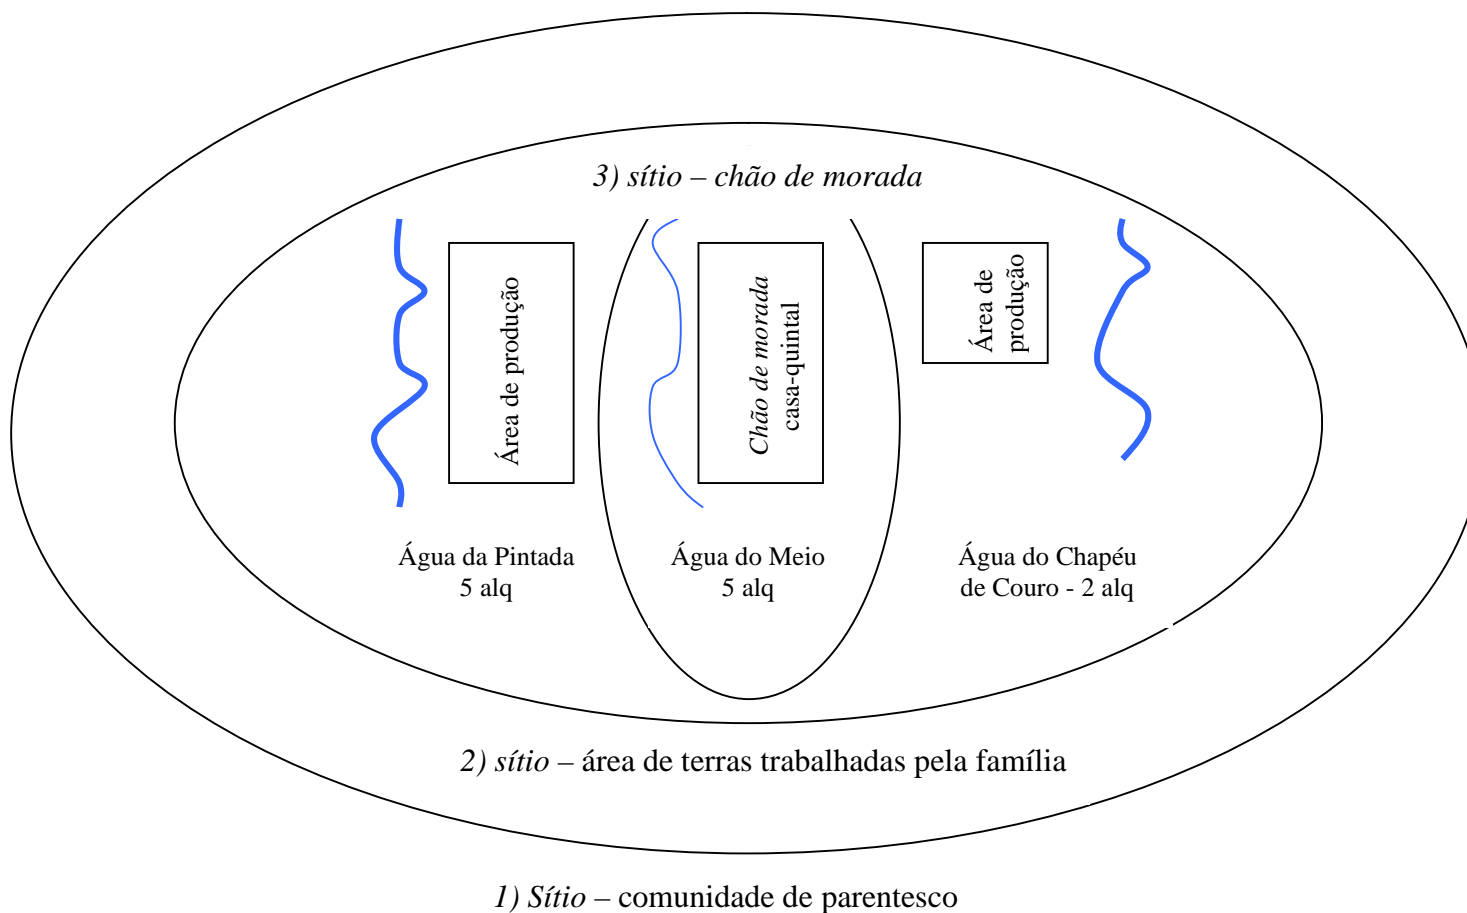 3) sítio – chão de morada
Área de produção
Chão de morada
casa-quintal
Área de
produção
Água da Pintada
5 alq
Água do Meio
5 alq
Água do Chapéu
de Couro - 2 alq
2) sítio – área de terras trabalhadas pela família
1) Sítio – comunidade de parentesco